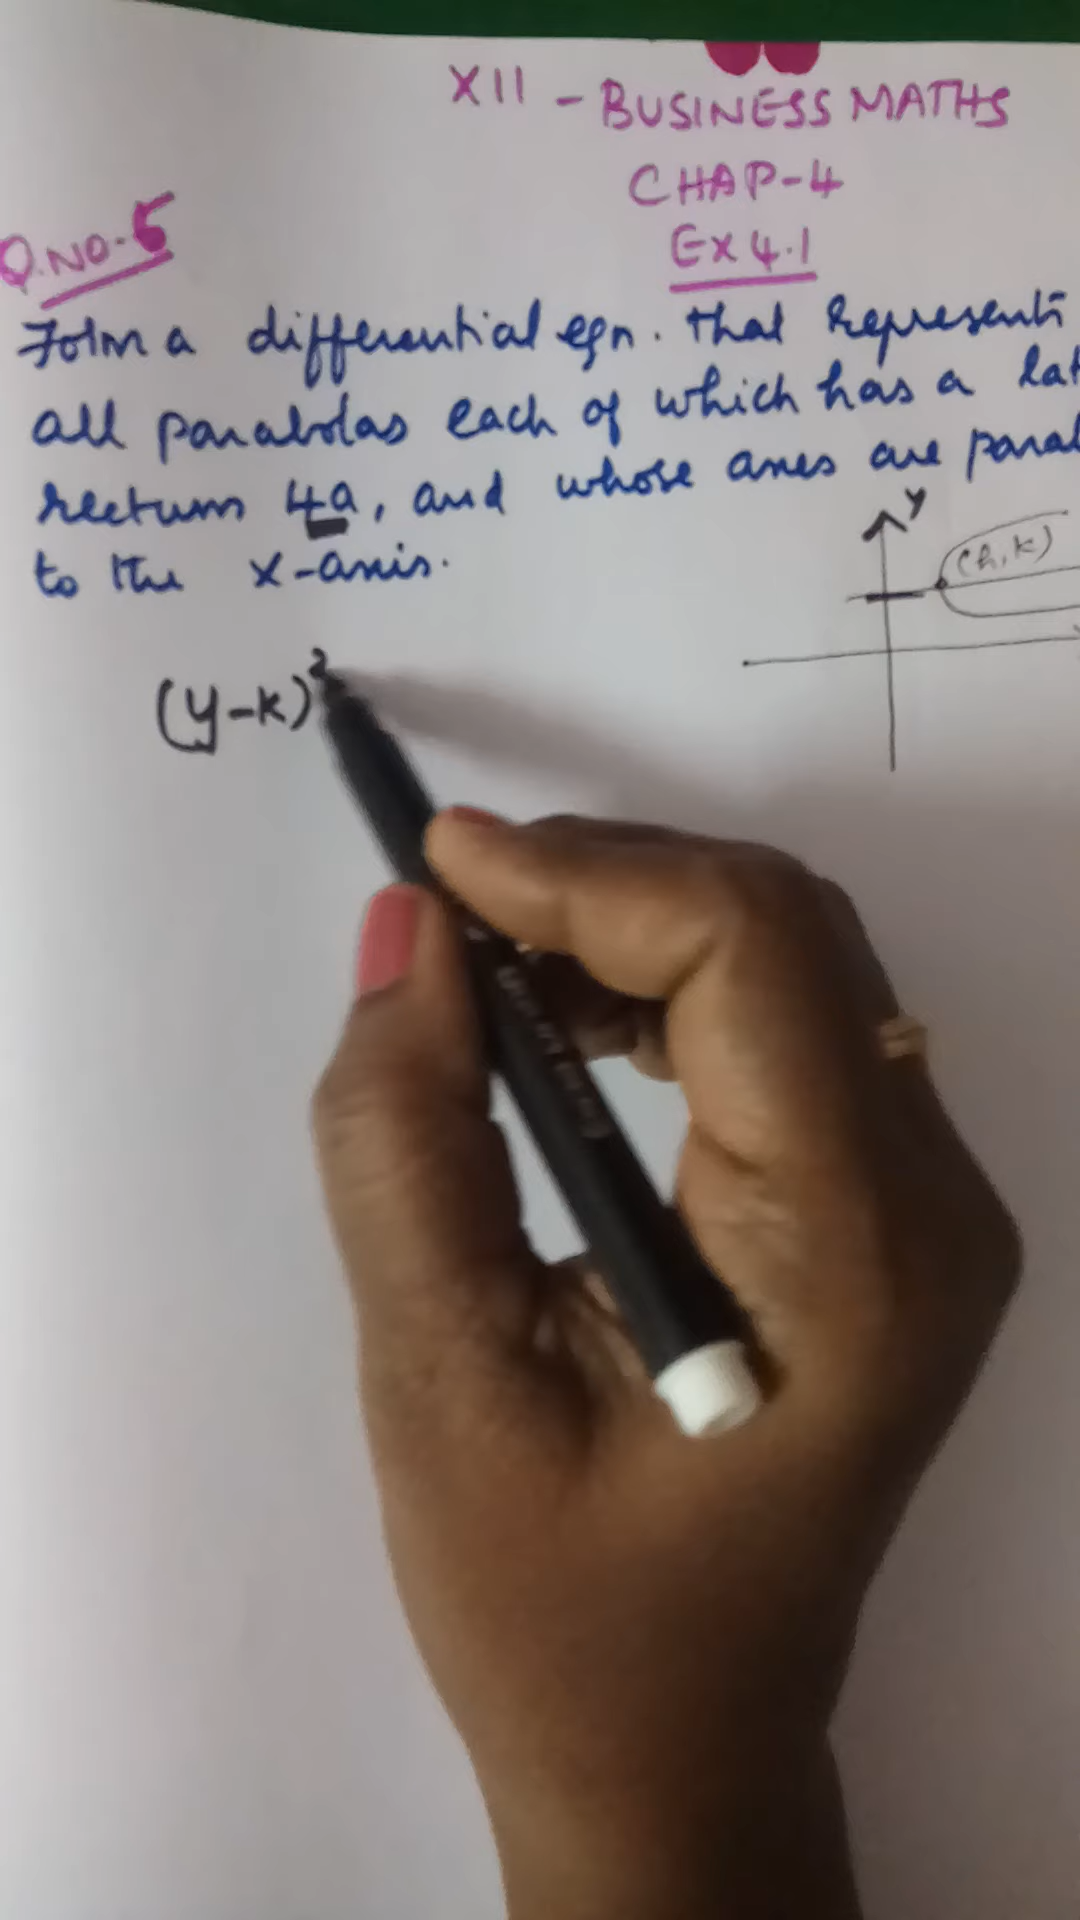 XII - BUSINESS MATHS
CHAP-4
EX 4.1
Q.NO-5
Form a differential eqn. that represents
all parabolas each of which has a lat
rectum 4a, and whose axes are paral
to the x-axis.
y
(h, k)
(y-k)²